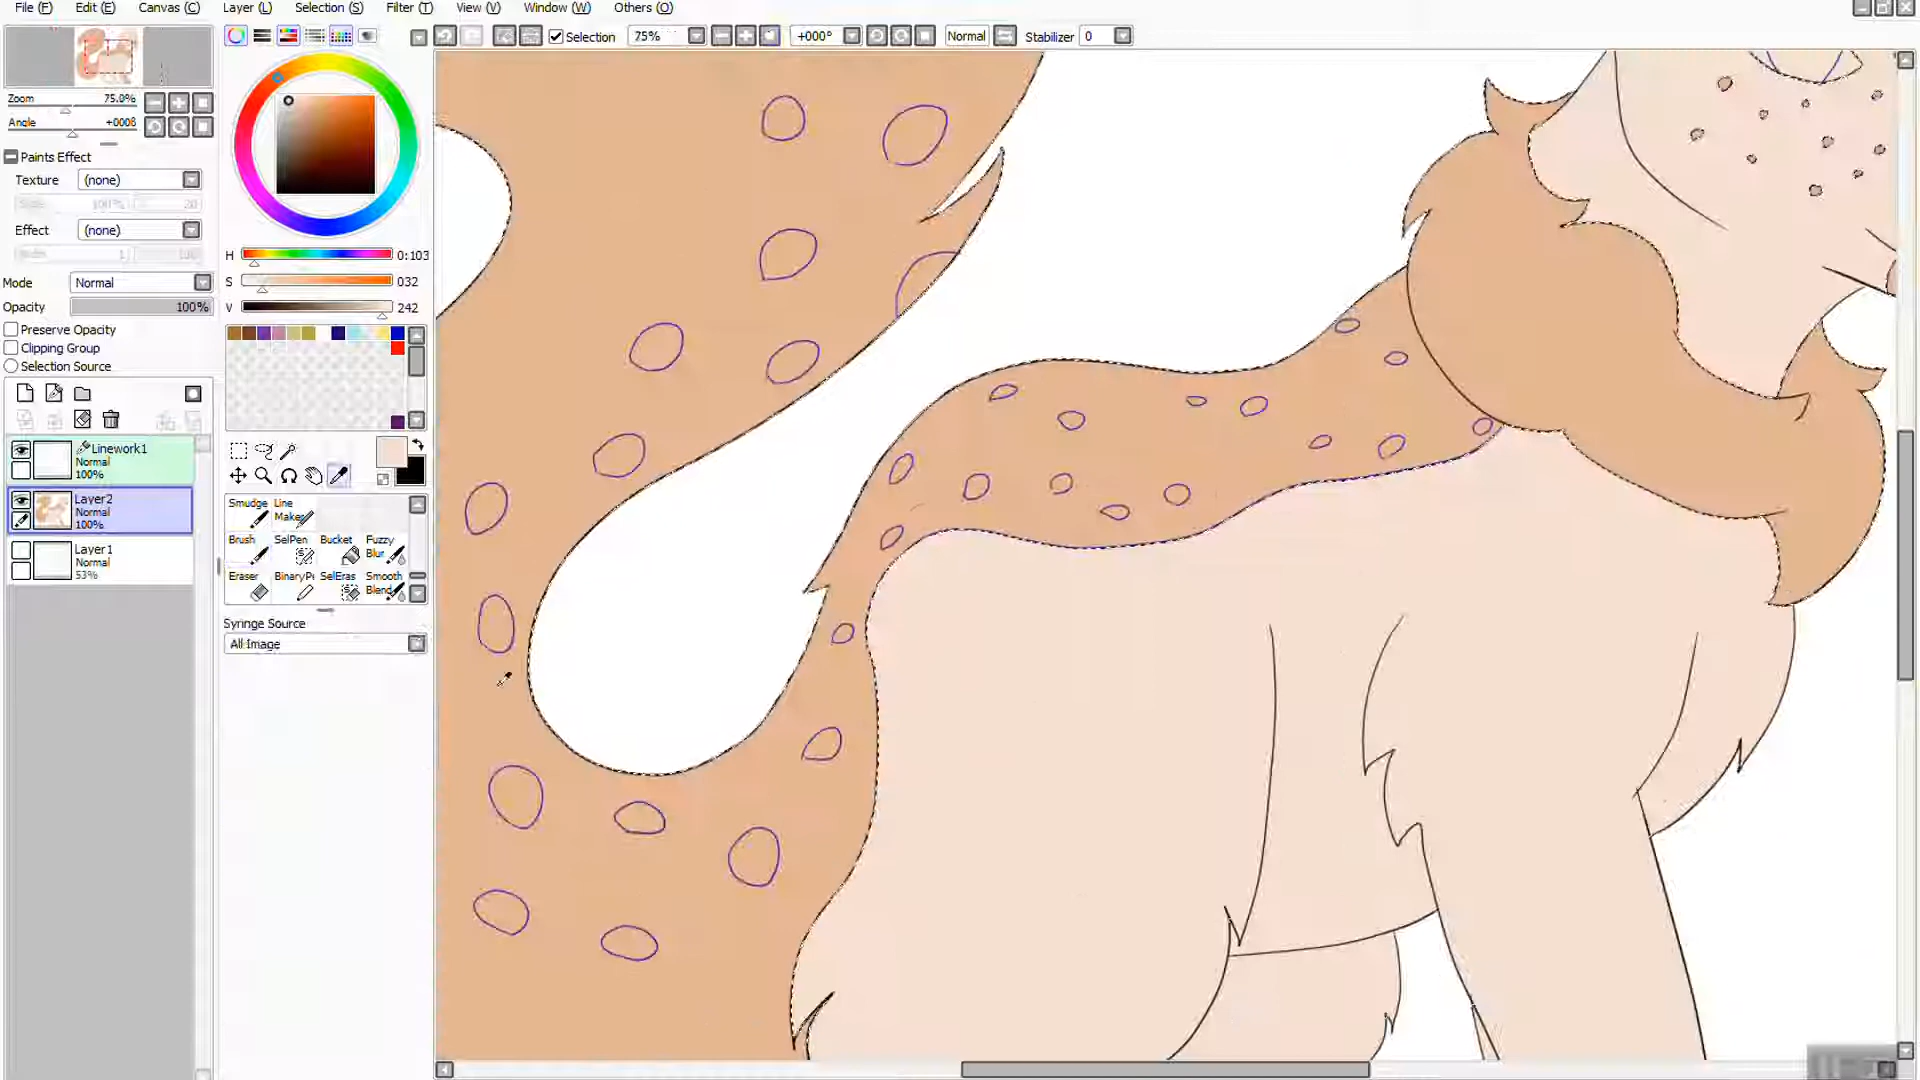 File (F) Edit (E) Canvas (C) Layer (L) Selection (S) Filter (T) View (V) Window (W) Others (O)
Selection 75% +000° Normal Stabilizer 0
Zoom 75.0%
Angle +000
Paints Effect
Texture (none)
100% 20
Effect (none)
1 100
Mode Normal
Opacity 100%
Preserve Opacity
Clipping Group
Selection Source
H 0:103
S 032
V 242
Linework1
Normal
100%
Layer2
Normal
100%
Layer1
Normal
53%
Smudge Line
Maker
Brush SelPen Bucket Fuzzy
Blur
Eraser BinaryPe SelEras Smooth
Blend
Syringe Source
All Image